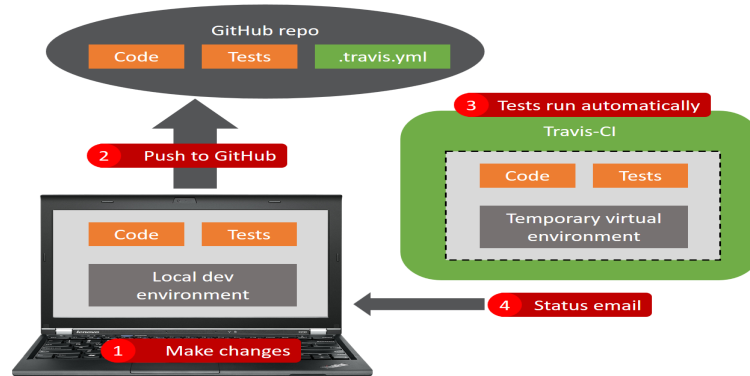 GitHub repo
Code
Tests
.travis.yml
3 Tests run automatically
Travis-CI
Code
Tests
Temporary virtual
environment
2 Push to GitHub
Code
Tests
Local dev
environment
4 Status email
lenovo
1 Make changes